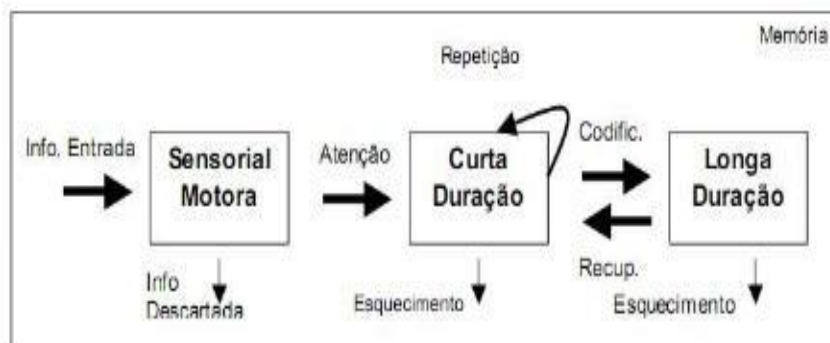 Memória
Repetição
Info. Entrada
Sensorial
Motora
Atenção
Curta
Duração
Codific.
Longa
Duração
Recup.
Info
Descartada
Esquecimento
Esquecimento